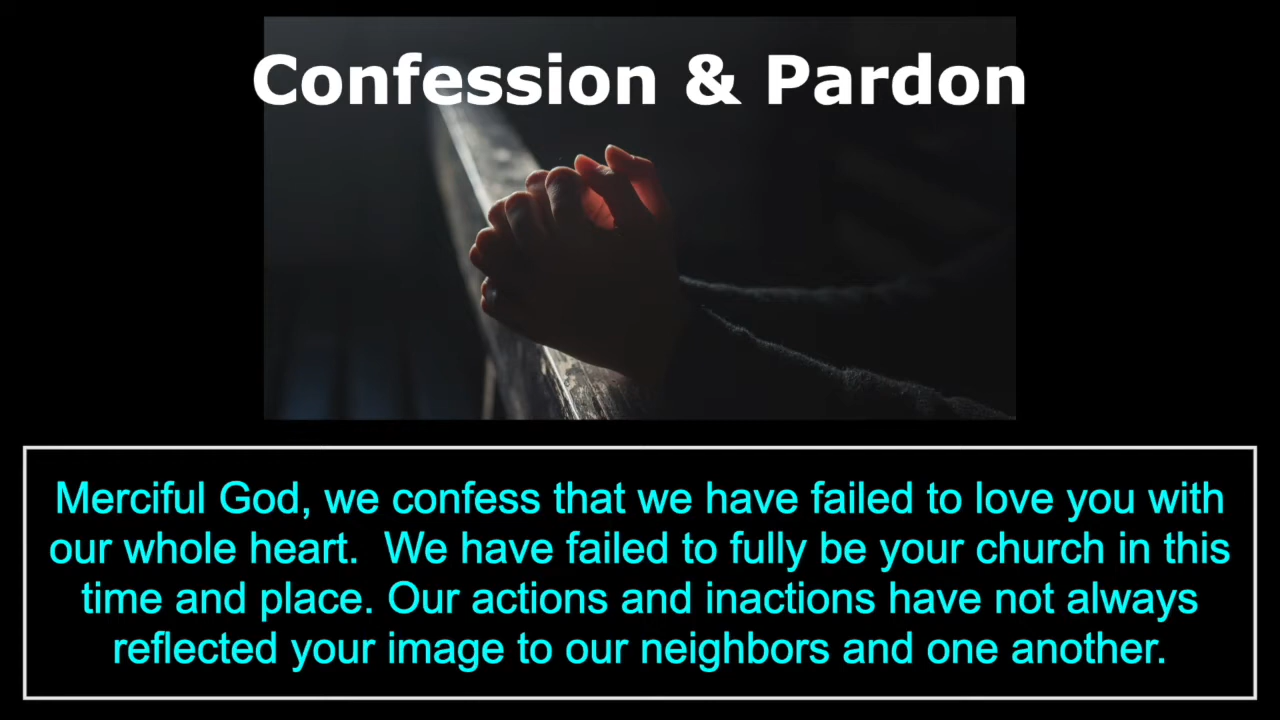 Confession & Pardon
Merciful God, we confess that we have failed to love you with
our whole heart.  We have failed to fully be your church in this
time and place. Our actions and inactions have not always
reflected your image to our neighbors and one another.